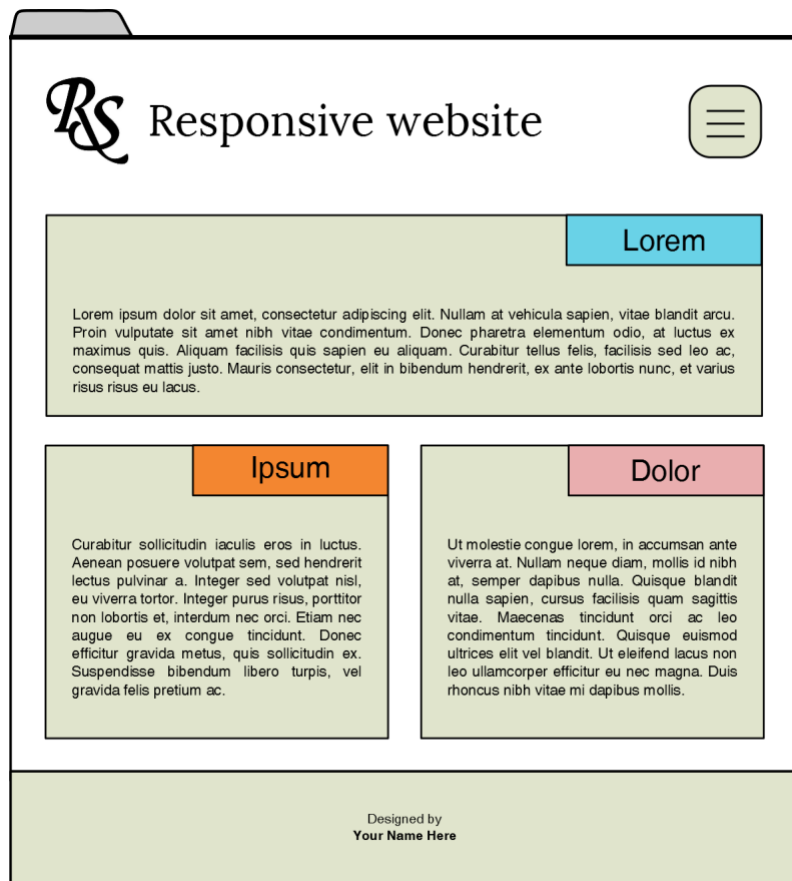 RS Responsive website
Lorem
Lorem ipsum dolor sit amet, consectetur adipiscing elit. Nullam at vehicula sapien, vitae blandit arcu.
Proin vulputate sit amet nibh vitae condimentum. Donec pharetra elementum odio, at luctus ex
maximus quis. Aliquam facilisis quis sapien eu aliquam. Curabitur tellus felis, facilisis sed leo ac,
consequat mattis justo. Mauris consectetur, elit in bibendum hendrerit, ex ante lobortis nunc, et varius
risus risus eu lacus.
Ipsum
Curabitur sollicitudin iaculis eros in luctus.
Aenean posuere volutpat sem, sed hendrerit
lectus pulvinar a. Integer sed volutpat nisl,
eu viverra tortor. Integer purus risus, porttitor
non lobortis et, interdum nec orci. Etiam nec
augue eu ex congue tincidunt. Donec
efficitur gravida metus, quis sollicitudin ex.
Suspendisse bibendum libero turpis, vel
gravida felis pretium ac.
Dolor
Ut molestie congue lorem, in accumsan ante
viverra at. Nullam neque diam, mollis id nibh
at, semper dapibus nulla. Quisque blandit
nulla sapien, cursus facilisis quam sagittis
vitae. Maecenas tincidunt orci ac leo
condimentum tincidunt. Quisque euismod
ultrices elit vel blandit. Ut eleifend lacus non
leo ullamcorper efficitur eu nec magna. Duis
rhoncus nibh vitae mi dapibus mollis.
Designed by
Your Name Here